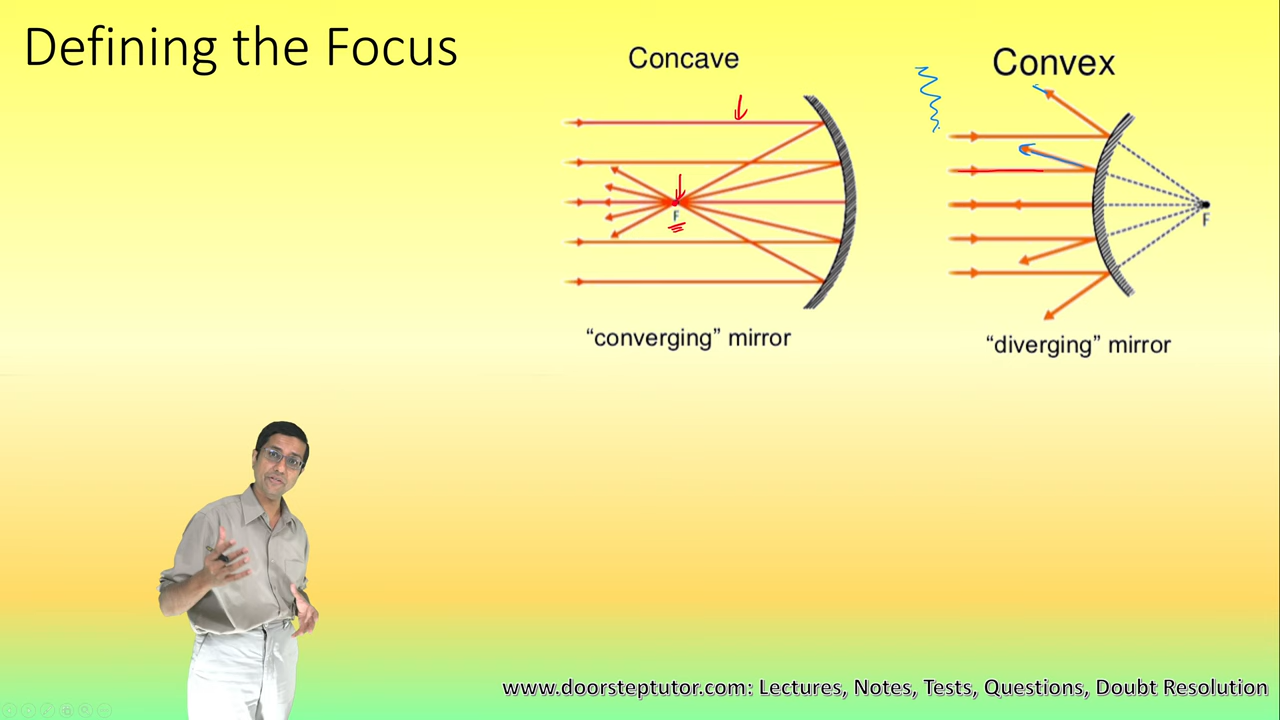 Defining the Focus
Concave
Convex
F
F
“converging” mirror
“diverging” mirror
www.doorsteptutor.com: Lectures, Notes, Tests, Questions, Doubt Resolution